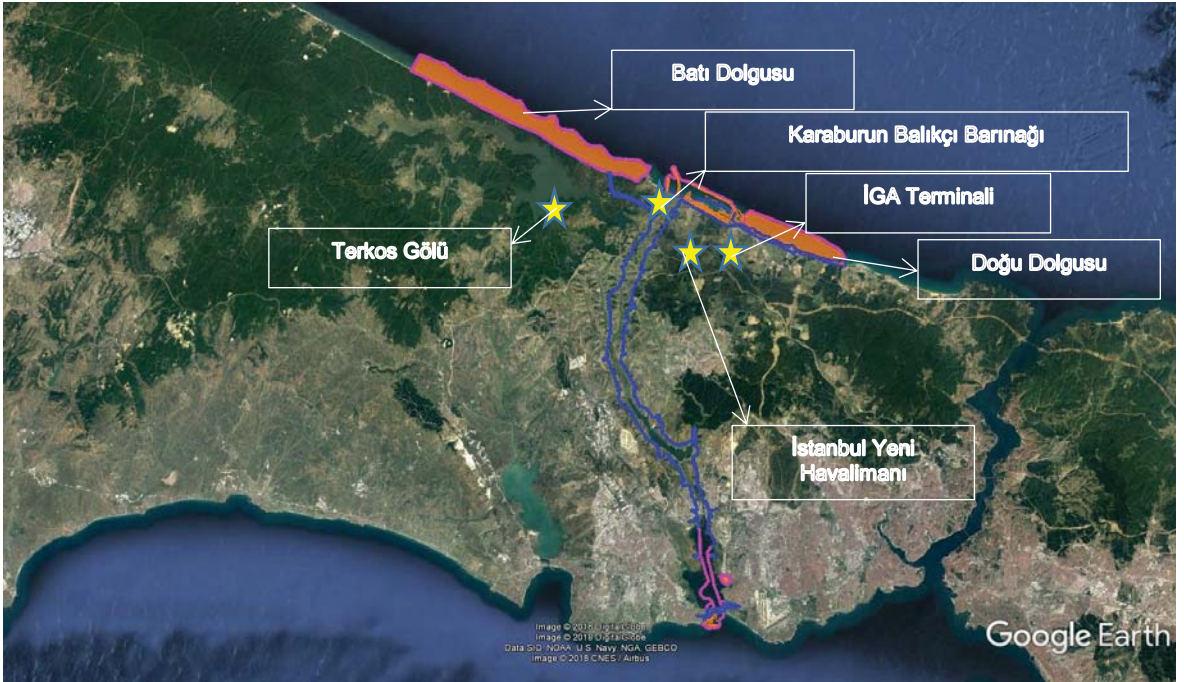 Batı Dolgusu
Karaburun Balıkçı Barınağı
İGA Terminali
Terkos Gölü
Doğu Dolgusu
İstanbul Yeni
Havalimanı
Image © 2018 DigitalGlobe
Image © 2018 DigitalGlobe
Data SIO, NOAA, U.S. Navy, NGA, GEBCO
Image © 2018 CNES / Airbus
Google Earth